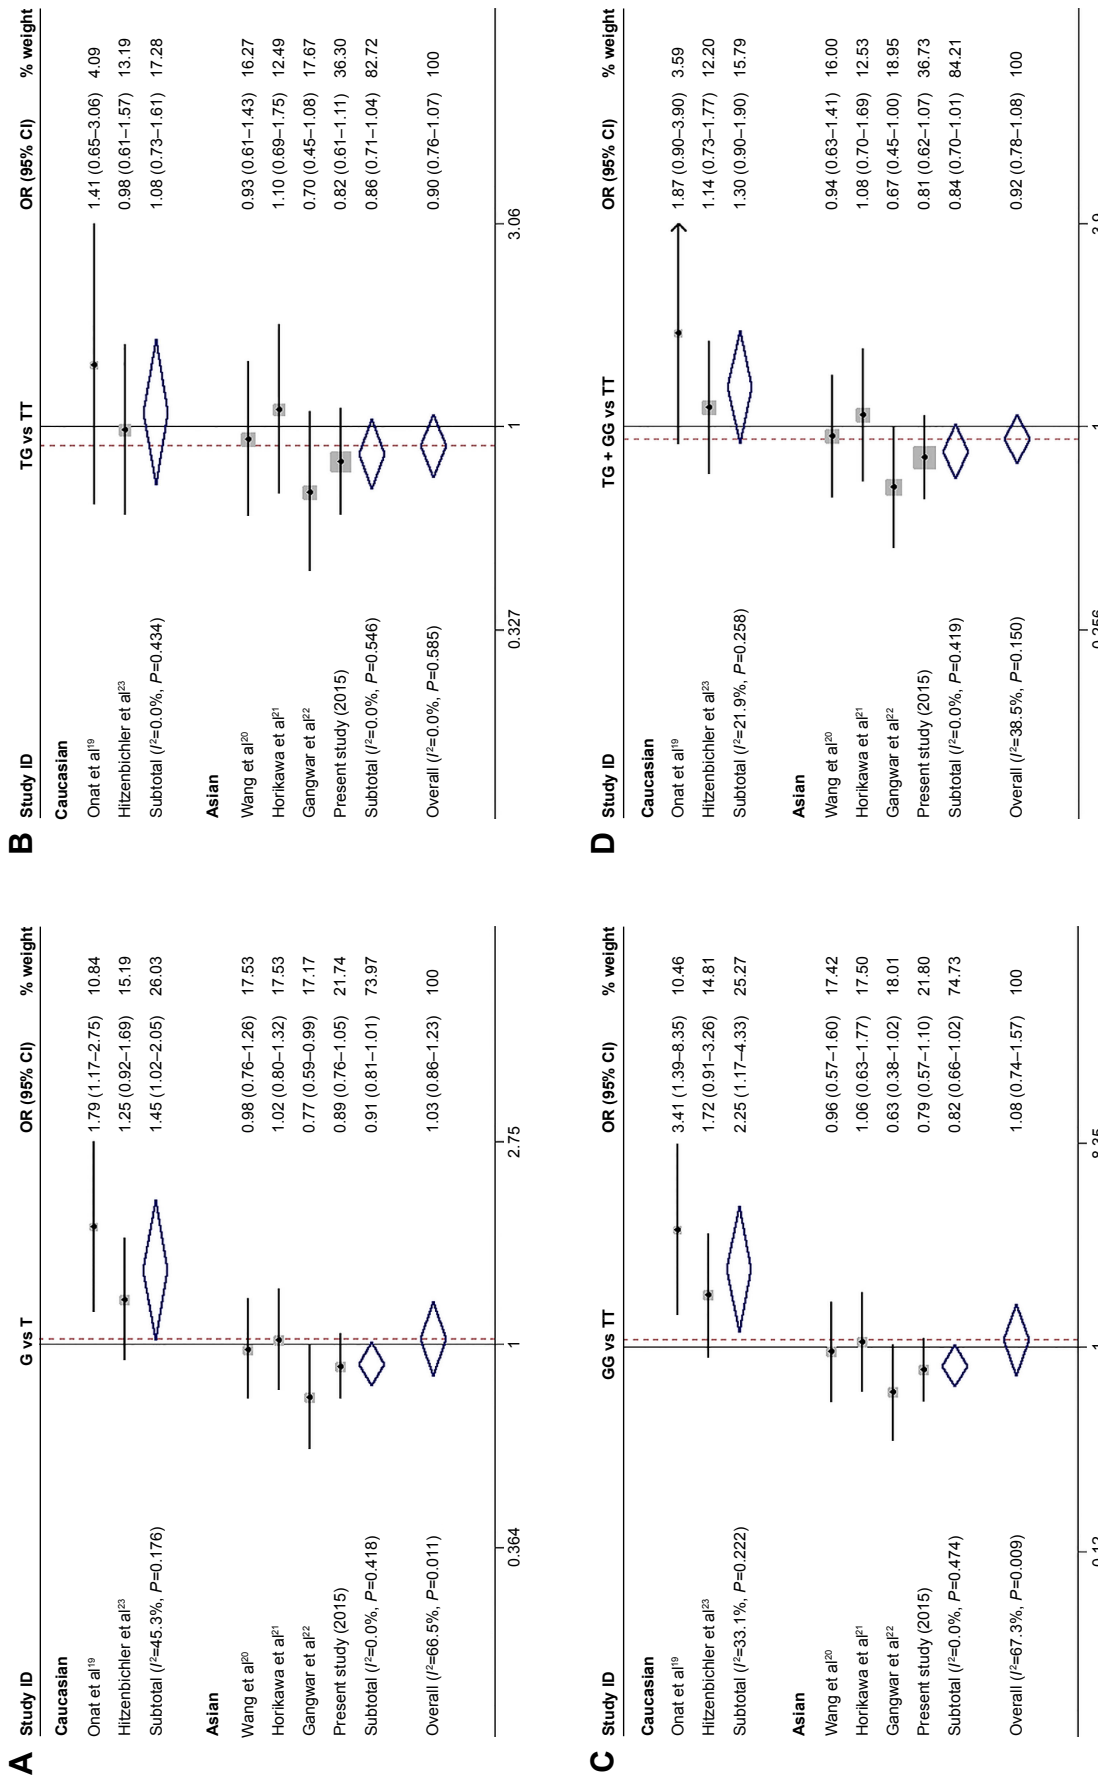 A
G vs T
Study ID OR (95% CI) % weight
Caucasian
Onat et al19 1.79 (1.17–2.75) 10.84
Hitzenbichler et al23 1.25 (0.92–1.69) 15.19
Subtotal (I2=45.3%, P=0.176) 1.45 (1.02–2.05) 26.03
Asian
Wang et al20 0.98 (0.76–1.26) 17.53
Horikawa et al21 1.02 (0.80–1.32) 17.53
Gangwar et al22 0.77 (0.59–0.99) 17.17
Present study (2015) 0.89 (0.76–1.05) 21.74
Subtotal (I2=0.0%, P=0.418) 0.91 (0.81–1.01) 73.97
Overall (I2=66.5%, P=0.011) 1.03 (0.86–1.23) 100
0.364 1 2.75
B
TG vs TT
Study ID OR (95% CI) % weight
Caucasian
Onat et al19 1.41 (0.65–3.06) 4.09
Hitzenbichler et al23 0.98 (0.61–1.57) 13.19
Subtotal (I2=0.0%, P=0.434) 1.08 (0.73–1.61) 17.28
Asian
Wang et al20 0.93 (0.61–1.43) 16.27
Horikawa et al21 1.10 (0.69–1.75) 12.49
Gangwar et al22 0.70 (0.45–1.08) 17.67
Present study (2015) 0.82 (0.61–1.11) 36.30
Subtotal (I2=0.0%, P=0.546) 0.86 (0.71–1.04) 82.72
Overall (I2=0.0%, P=0.585) 0.90 (0.76–1.07) 100
0.327 1 3.06
C
GG vs TT
Study ID OR (95% CI) % weight
Caucasian
Onat et al19 3.41 (1.39–8.35) 10.46
Hitzenbichler et al23 1.72 (0.91–3.26) 14.81
Subtotal (I2=33.1%, P=0.222) 2.25 (1.17–4.33) 25.27
Asian
Wang et al20 0.96 (0.57–1.60) 17.42
Horikawa et al21 1.06 (0.63–1.77) 17.50
Gangwar et al22 0.63 (0.38–1.02) 18.01
Present study (2015) 0.79 (0.57–1.10) 21.80
Subtotal (I2=0.0%, P=0.474) 0.82 (0.66–1.02) 74.73
Overall (I2=67.3%, P=0.009) 1.08 (0.74–1.57) 100
0.12 1 8.35
D
TG + GG vs TT
Study ID OR (95% CI) % weight
Caucasian
Onat et al19 1.87 (0.90–3.90) 3.59
Hitzenbichler et al23 1.14 (0.73–1.77) 12.20
Subtotal (I2=21.9%, P=0.258) 1.30 (0.90–1.90) 15.79
Asian
Wang et al20 0.94 (0.63–1.41) 16.00
Horikawa et al21 1.08 (0.70–1.69) 12.53
Gangwar et al22 0.67 (0.45–1.00) 18.95
Present study (2015) 0.81 (0.62–1.07) 36.73
Subtotal (I2=0.0%, P=0.419) 0.84 (0.70–1.01) 84.21
Overall (I2=38.5%, P=0.150) 0.92 (0.78–1.08) 100
0.256 1 3.9